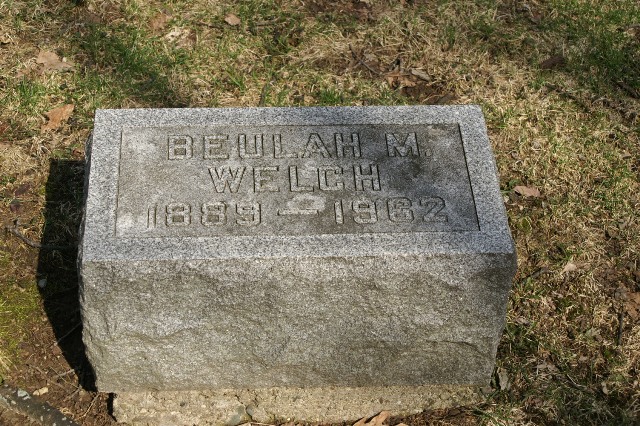 BEULAH M.
WELCH
1889 — 1962